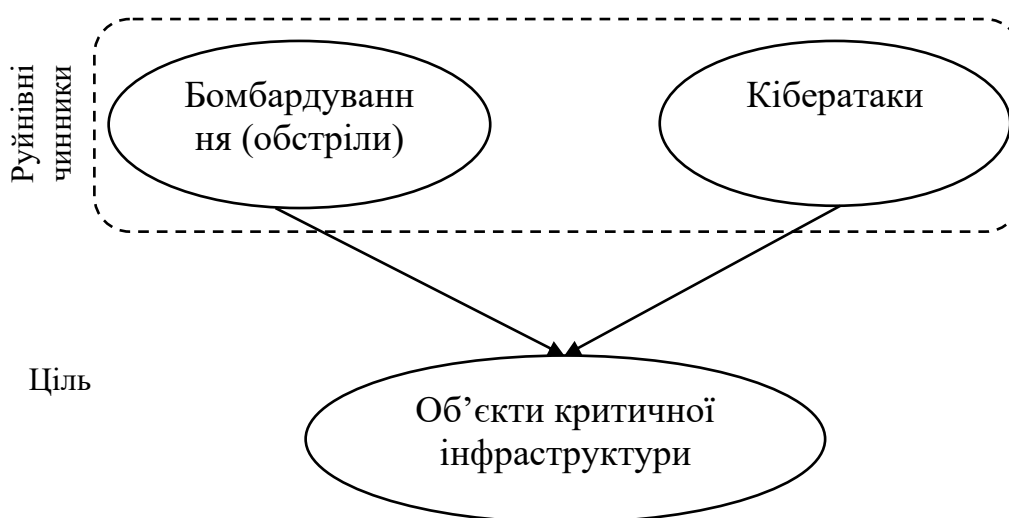 Руйнівні
чинники
Бомбардуванн
ня (обстріли)
Кібератаки
Ціль
Об’єкти критичної
інфраструктури